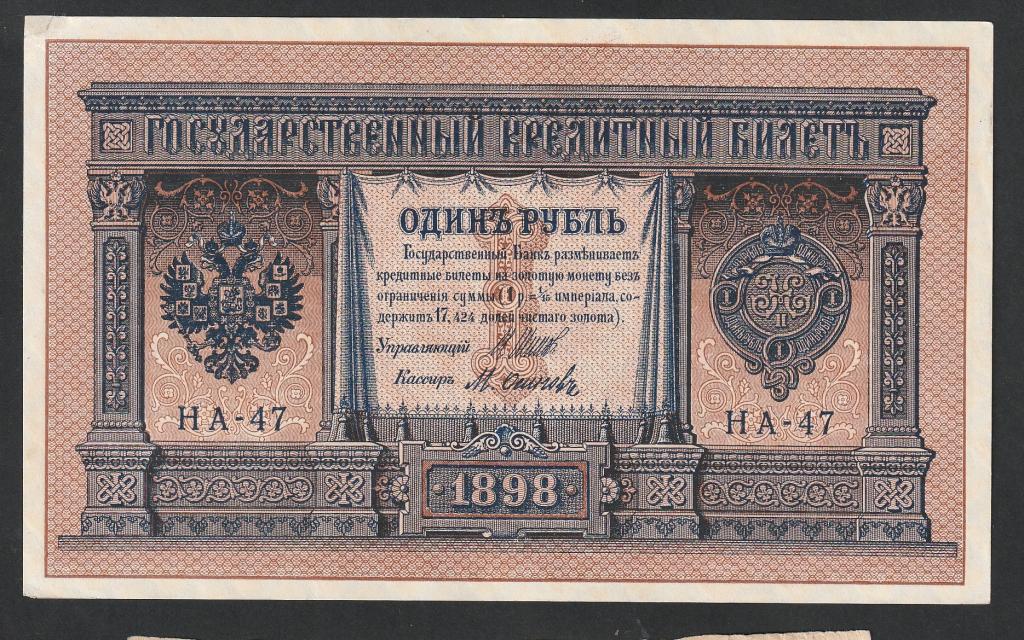 ГОСУДАРСТВЕННЫЙ КРЕДИТНЫЙ БИЛЕТЪ
ОДИНЪ РУБЛЬ
Государственный Банкъ размѣниваетъ
кредитные билеты на золотую монету безъ
ограниченія суммы (1 р. = 1/15 имперіала, со-
держитъ 17,424 долей чистаго золота).
Управляющій
Кассиръ
НА-47
НА-47
1898